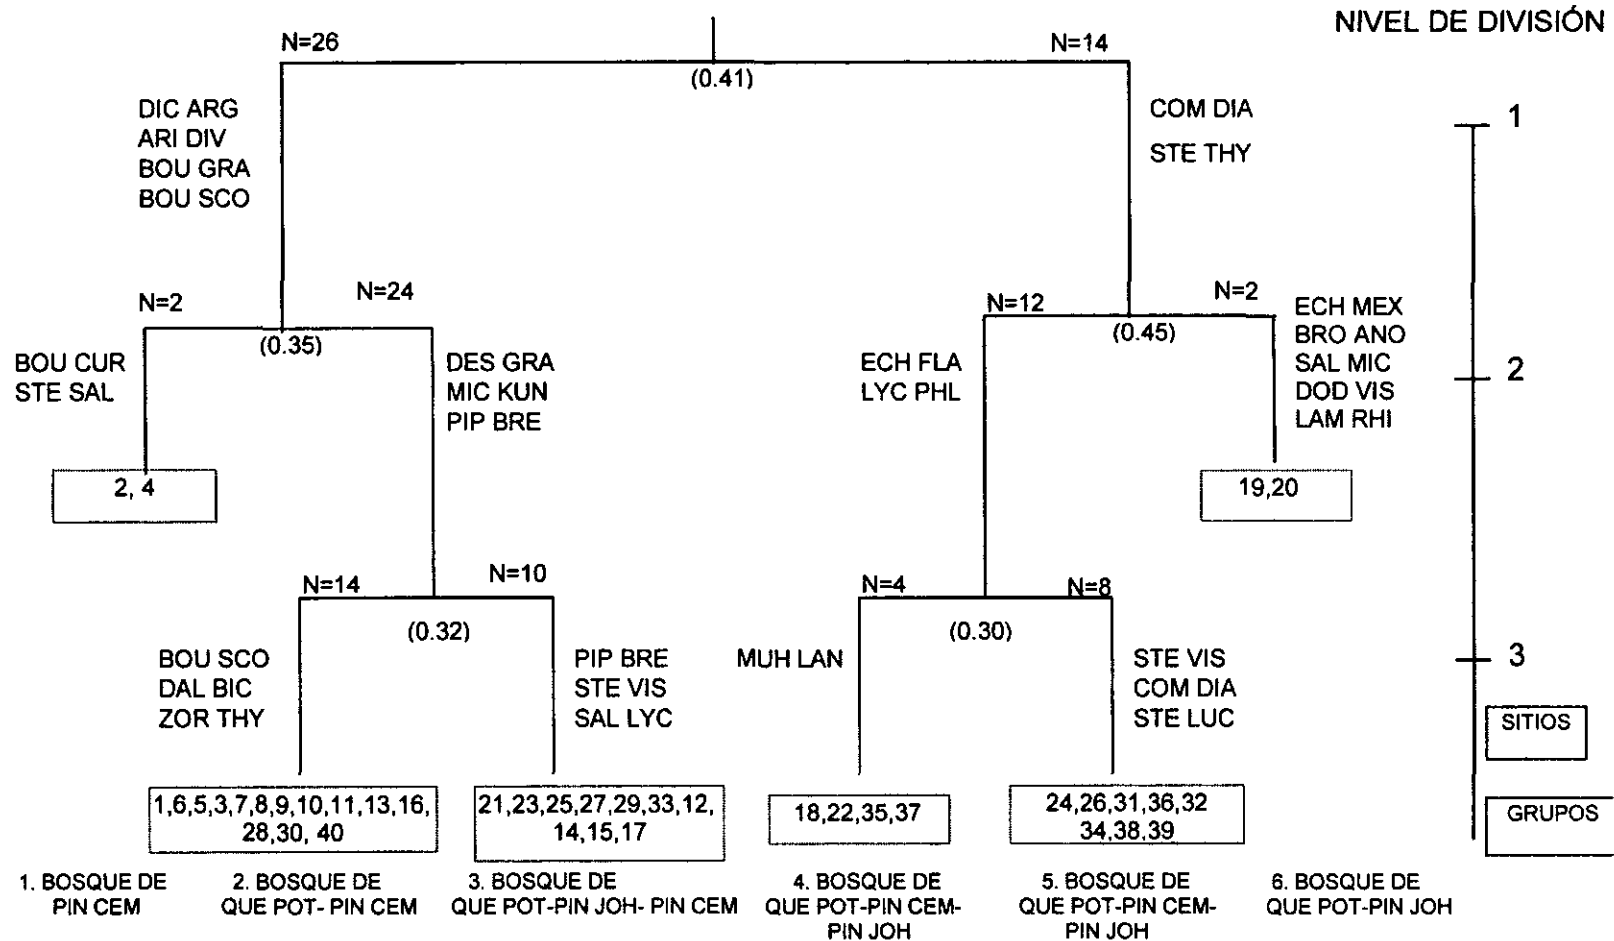 NIVEL DE DIVISIÓN
N=26
N=14
(0.41)
DIC ARG
ARI DIV
BOU GRA
BOU SCO
COM DIA
STE THY
1
N=2
N=24
(0.35)
N=12
N=2
(0.45)
BOU CUR
STE SAL
DES GRA
MIC KUN
PIP BRE
ECH FLA
LYC PHL
ECH MEX
BRO ANO
SAL MIC
DOD VIS
LAM RHI
2
2, 4
19,20
N=14
N=10
(0.32)
N=4
N=8
(0.30)
BOU SCO
DAL BIC
ZOR THY
PIP BRE
STE VIS
SAL LYC
MUH LAN
STE VIS
COM DIA
STE LUC
3
SITIOS
1,6,5,3,7,8,9,10,11,13,16,
28,30, 40
21,23,25,27,29,33,12,
14,15,17
18,22,35,37
24,26,31,36,32
34,38,39
GRUPOS
1. BOSQUE DE
PIN CEM
2. BOSQUE DE
QUE POT- PIN CEM
3. BOSQUE DE
QUE POT-PIN JOH- PIN CEM
4. BOSQUE DE
QUE POT-PIN CEM-
PIN JOH
5. BOSQUE DE
QUE POT-PIN CEM-
PIN JOH
6. BOSQUE DE
QUE POT-PIN JOH